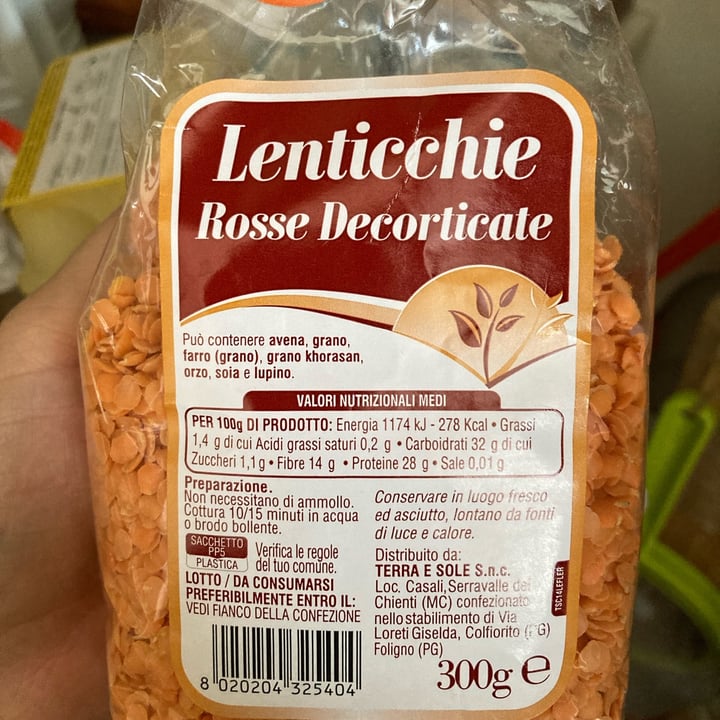 Lenticchie
Rosse Decorticate
Può contenere avena, grano,
farro (grano), grano khorasan,
orzo, soia e lupino.
VALORI NUTRIZIONALI MEDI
PER 100g DI PRODOTTO: Energia 1174 kJ - 278 Kcal • Grassi
1,4 g di cui Acidi grassi saturi 0,2 g • Carboidrati 32 g di cui
Zuccheri 1,1 g • Fibre 14 g • Proteine 28 g • Sale 0,01 g
Preparazione.
Non necessitano di ammollo.
Cottura 10/15 minuti in acqua
o brodo bollente.
SACCHETTO
PP5
PLASTICA
Verifica le regole
del tuo comune.
LOTTO / DA CONSUMARSI
PREFERIBILMENTE ENTRO IL:
VEDI FIANCO DELLA CONFEZIONE
8 020204 325404
Conservare in luogo fresco
ed asciutto, lontano da fonti
di luce e calore.
Distribuito da:
TERRA E SOLE S.n.c.
Loc. Casali, Serravalle del
Chienti (MC) confezionato
nello stabilimento di Via
Loreti Giselda, Colfiorito (PG)
Foligno (PG)
TSC14LEFLER
300g e